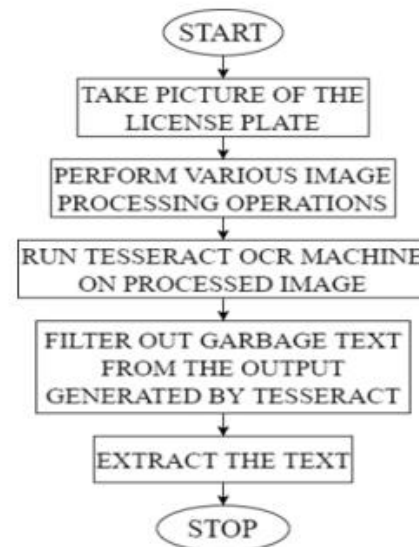 START
TAKE PICTURE OF THE
LICENSE PLATE
PERFORM VARIOUS IMAGE
PROCESSING OPERATIONS
RUN TESSERACT OCR MACHINE
ON PROCESSED IMAGE
FILTER OUT GARBAGE TEXT
FROM THE OUTPUT
GENERATED BY TESSERACT
EXTRACT THE TEXT
STOP